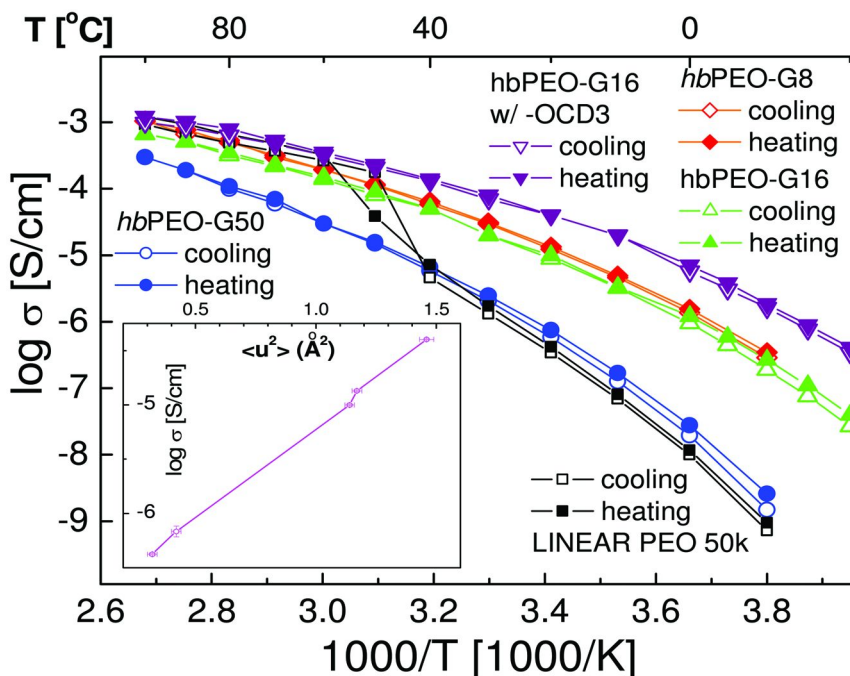 T [°C] 80 40 0
hbPEO-G16
w/ -OCD3
cooling
heating
hbPEO-G8
cooling
heating
hbPEO-G16
cooling
heating
hbPEO-G50
cooling
heating
log σ [S/cm]
-3
-4
-5
-6
-7
-8
-9
0.5 1.0 1.5
<u²> (Å²)
log σ [S/cm]
-5
-6
cooling
heating
LINEAR PEO 50k
2.6 2.8 3.0 3.2 3.4 3.6 3.8
1000/T [1000/K]